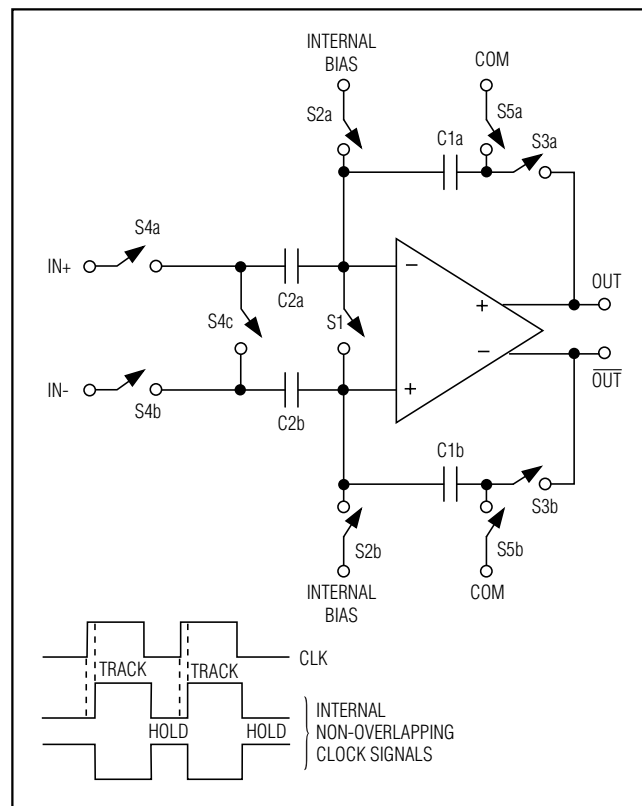 INTERNAL
BIAS
COM
S2a
S5a
C1a
S3a
S4a
IN+
C2a
−
+
OUT
S4c
S1
−
OUT
IN-
S4b
C2b
+
C1b
S3b
S2b
S5b
INTERNAL
BIAS
COM
CLK
TRACK
TRACK
HOLD
HOLD
INTERNAL
NON-OVERLAPPING
CLOCK SIGNALS